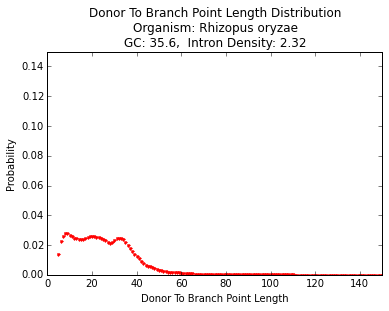 Donor To Branch Point Length Distribution
Organism: Rhizopus oryzae
GC: 35.6,  Intron Density: 2.32
0.14
0.12
0.10
0.08
0.06
0.04
0.02
0.00
Probability
0 20 40 60 80 100 120 140
Donor To Branch Point Length